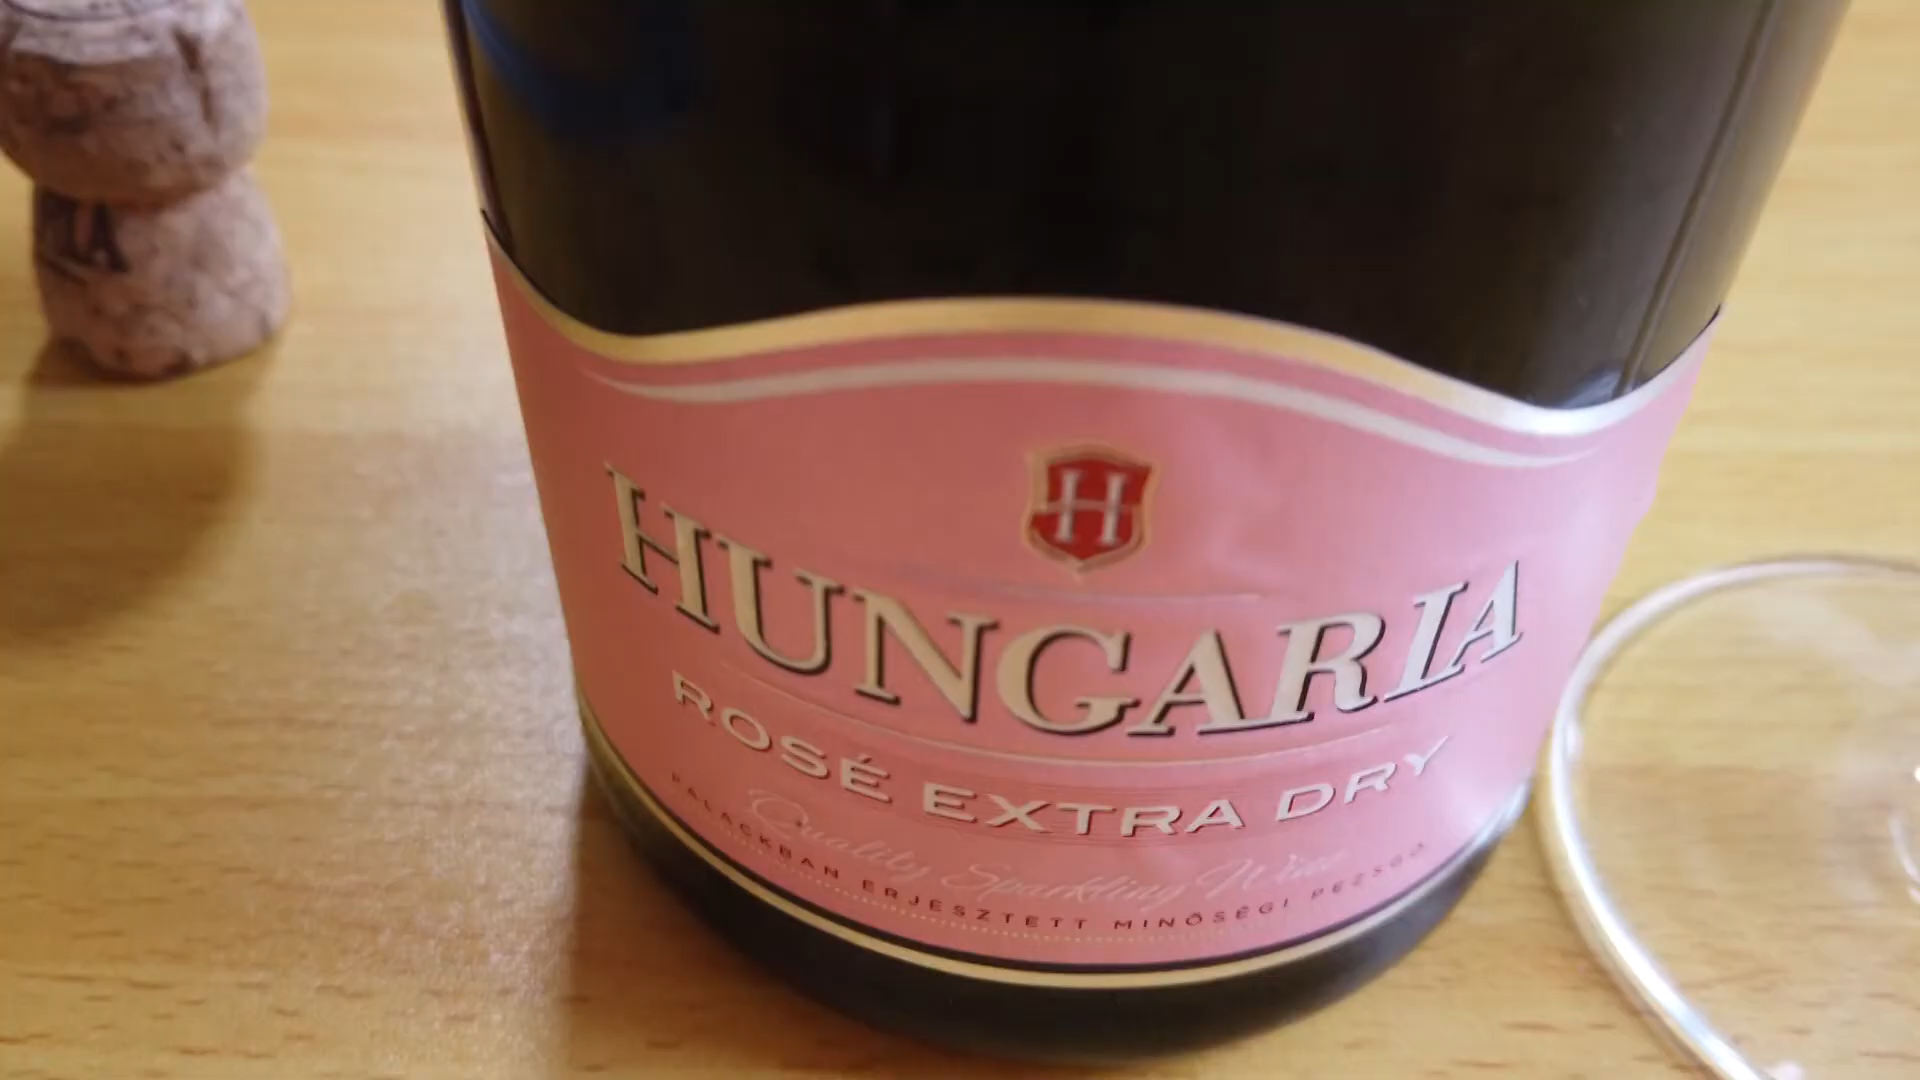 H
HUNGARIA
ROSÉ EXTRA DRY
Quality Sparkling Wine
PALACKBAN ERJESZTETT MINŐSÉGI PEZSGŐ